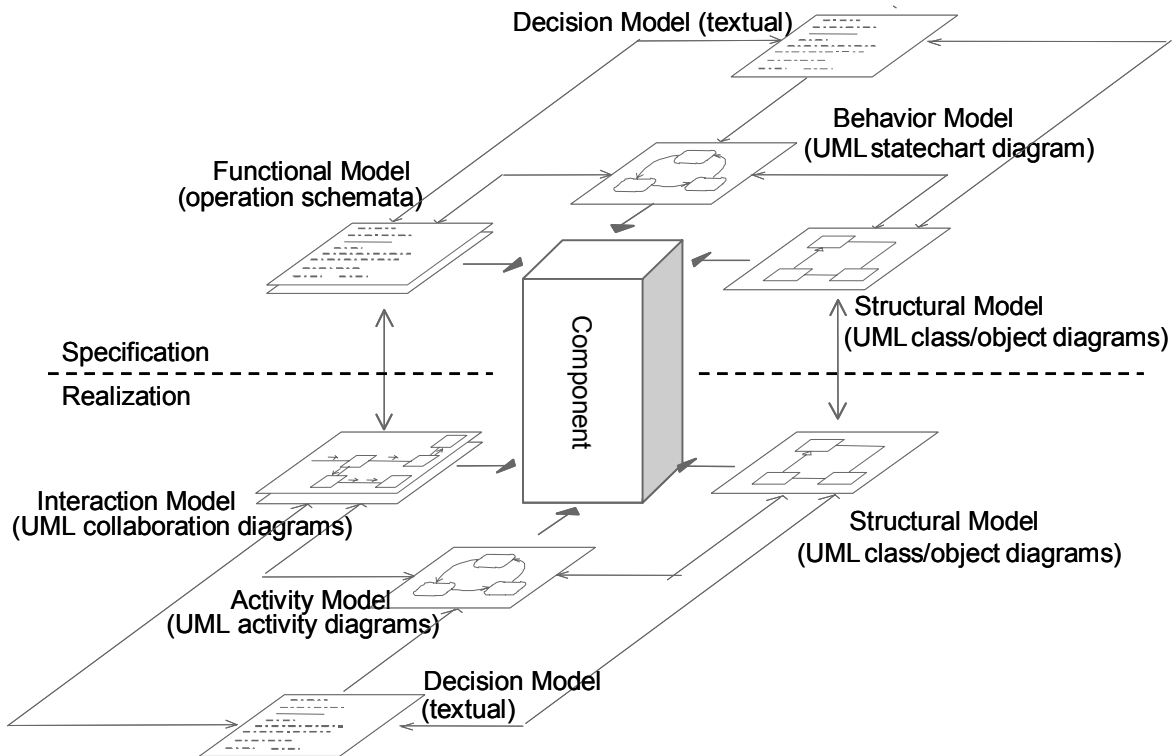 Decision Model (textual)
Behavior Model
(UML statechart diagram)
Functional Model
(operation schemata)
Component
Structural Model
(UML class/object diagrams)
Specification
Realization
Interaction Model
(UML collaboration diagrams)
Structural Model
(UML class/object diagrams)
Activity Model
(UML activity diagrams)
Decision Model
(textual)